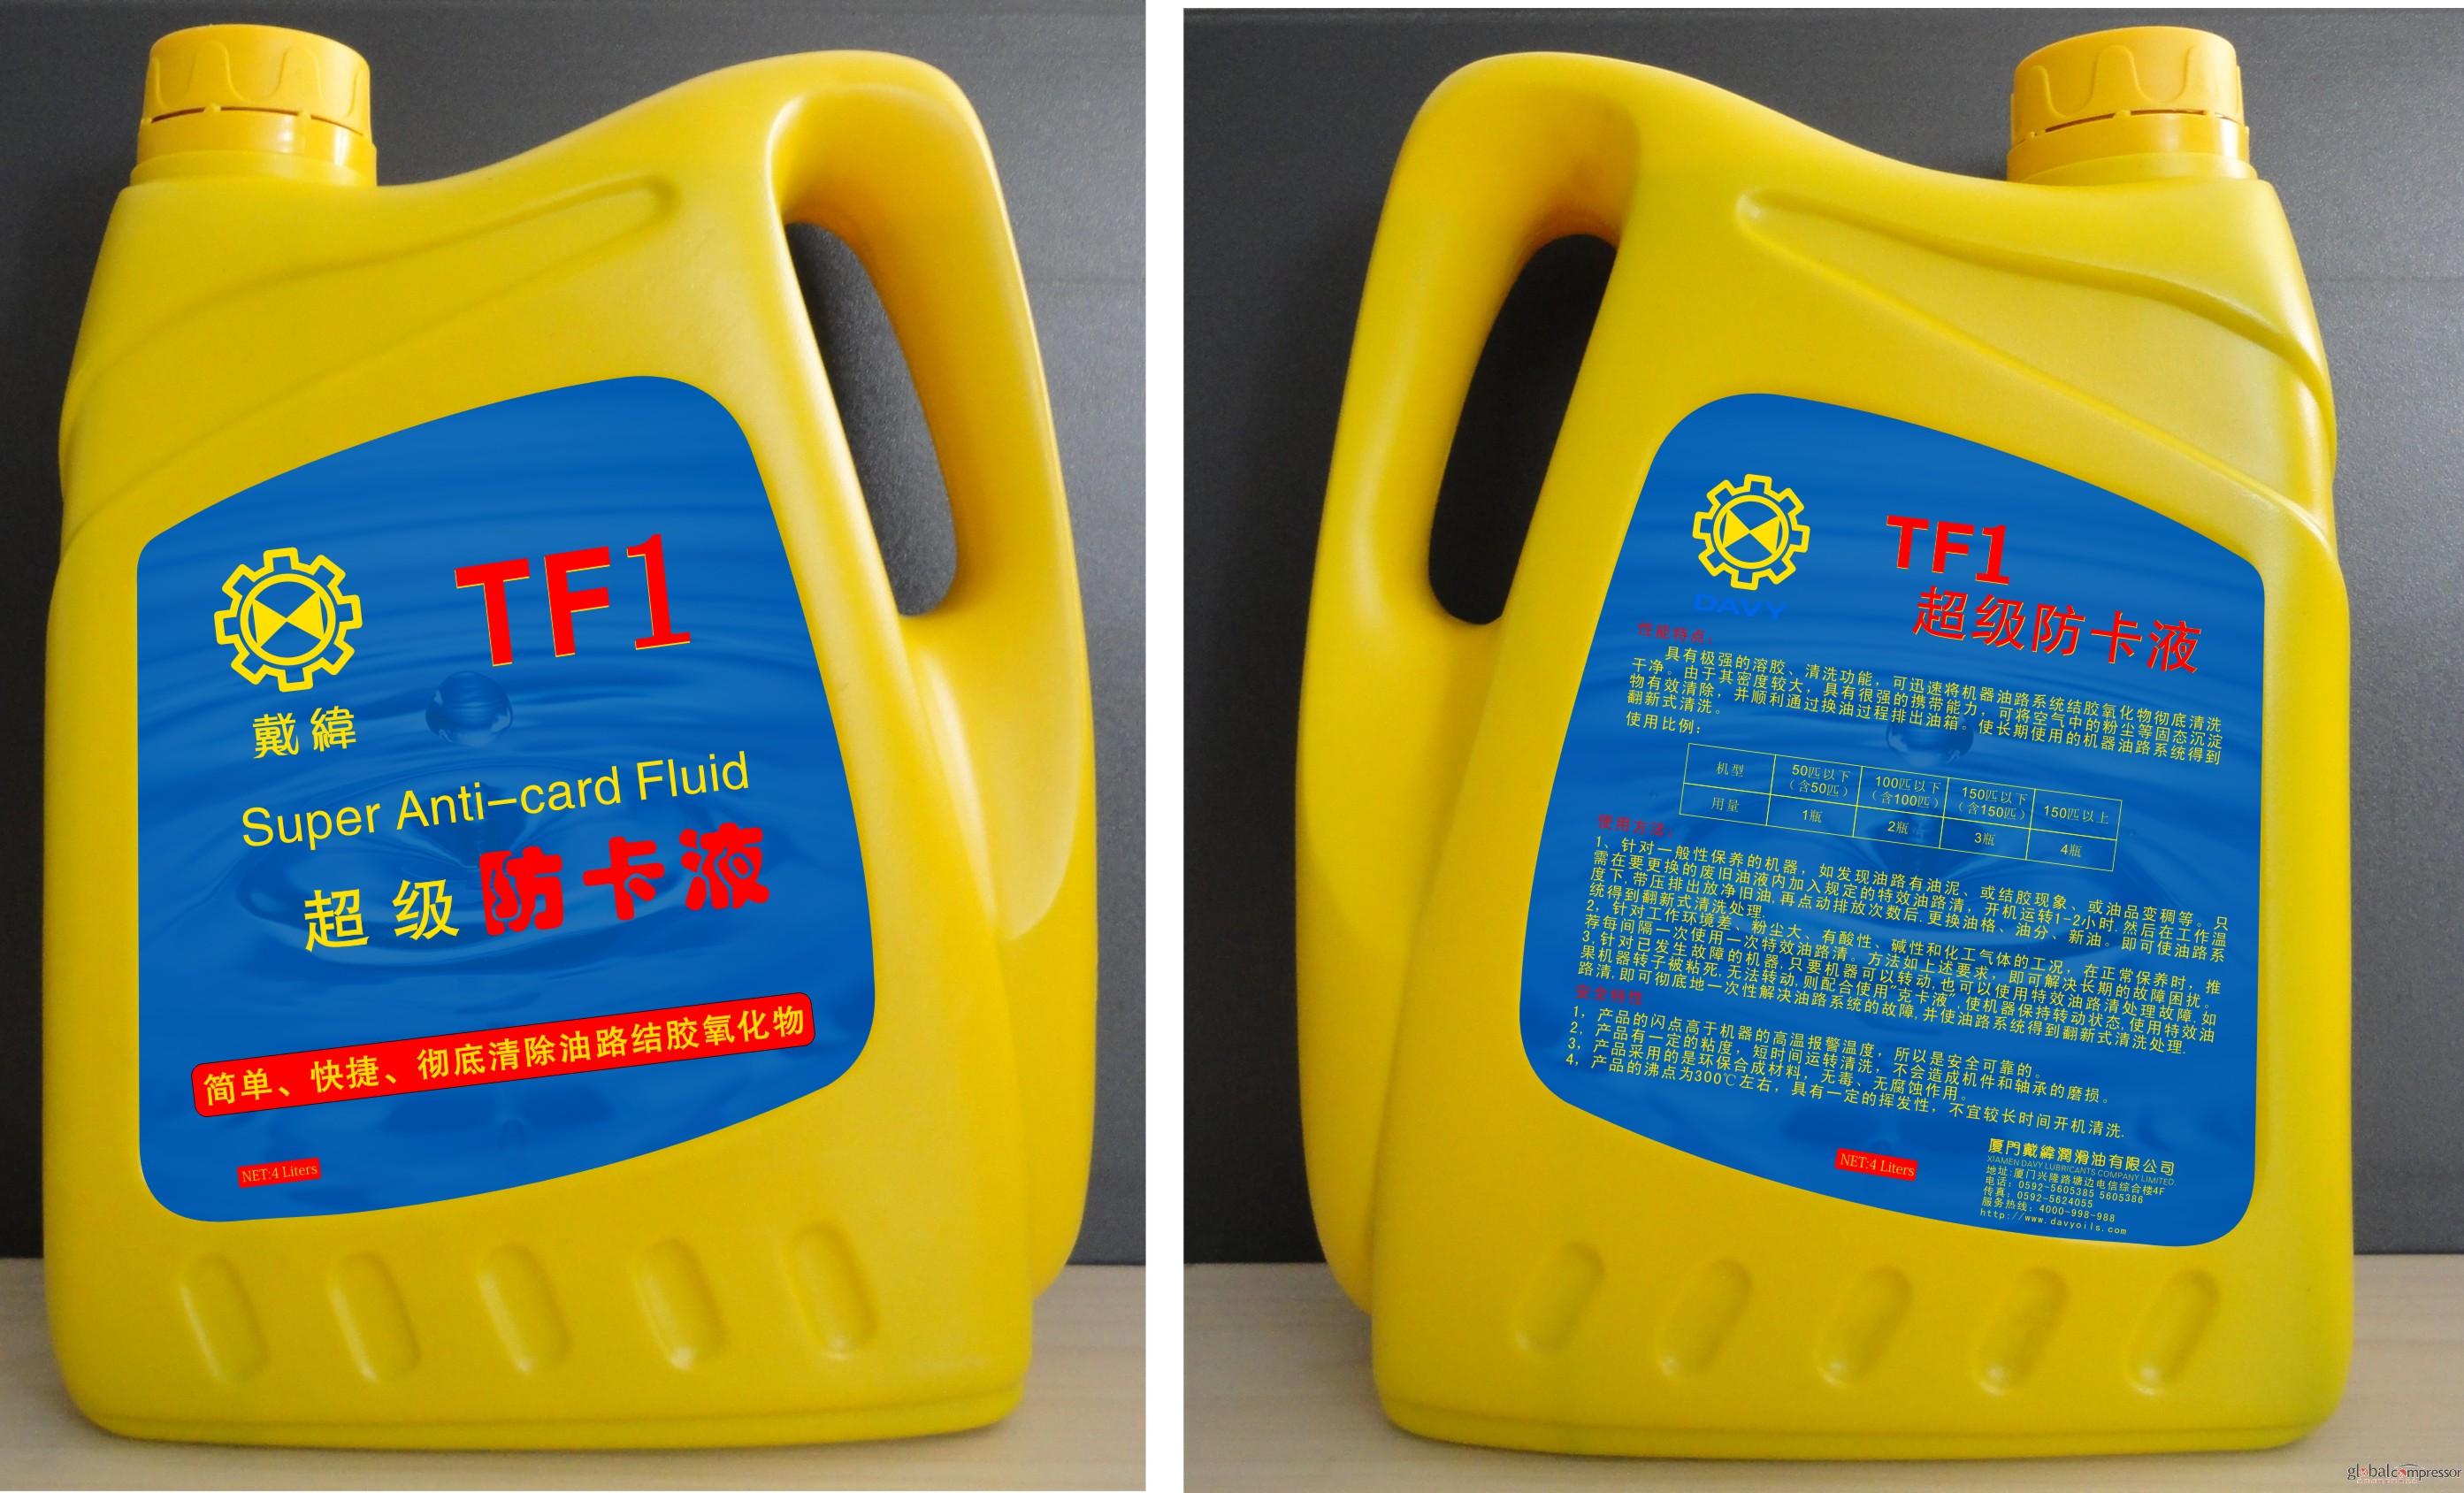 TF1
戴緯
Super Anti-card Fluid
超级防卡液
简单、快捷、彻底清除油路结胶氧化物
NET:4 Liters
DAVY
TF1
超级防卡液
性能特点：
具有极强的溶胶、清洗功能，可迅速将机器油路系统结胶氧化物彻底清洗
干净。由于其密度较大，具有很强的携带能力，可将空气中的粉尘等固态沉淀
物有效清除，并顺利通过换油过程排出油箱。使长期使用的机器油路系统得到
翻新式清洗。
使用比例：
机型 50匹以下（含50匹） 100匹以下（含100匹） 150匹以下（含150匹） 150匹以上
用量 1瓶 2瓶 3瓶 4瓶
使用方法：
1、针对一般性保养的机器，如发现油路有油泥、或结胶现象、或油品变稠等。只
需在要更换的废旧油液内加入规定的特效油路清，开机运转1-2小时.然后在工作温
度下,带压排出放净旧油,再点动排放次数后.更换油格、油分、新油。即可使油路系
统得到翻新式清洗处理.
2，针对工作环境差、粉尘大、有酸性、碱性和化工气体的工况，在正常保养时，推
荐每间隔一次使用一次特效油路清。方法如上述要求，即可解决长期的故障困扰。
3,针对已发生故障的机器,只要机器可以转动,也可以使用特效油路清处理故障.如
果机器转子被粘死,无法转动,则配合使用"克卡液",使机器保持转动状态,使用特效油
路清,即可彻底地一次性解决油路系统的故障,并使油路系统得到翻新式清洗处理.
安全特性
1，产品的闪点高于机器的高温报警温度，所以是安全可靠的。
2，产品有一定的粘度，短时间运转清洗，不会造成机件和轴承的磨损。
3，产品采用的是环保合成材料，无毒、无腐蚀作用。
4，产品的沸点为300℃左右，具有一定的挥发性，不宜较长时间开机清洗.
NET:4 Liters
厦門戴緯潤滑油有限公司
XIAMEN DAVY LUBRICANTS COMPANY LIMITED.
地址:厦门兴隆路塘边电信综合楼4F
电话: 0592-5605385 5605386
传真: 0592-5624055
服务热线: 4000-998-988
http://www.davyoils.com
globalcompressor